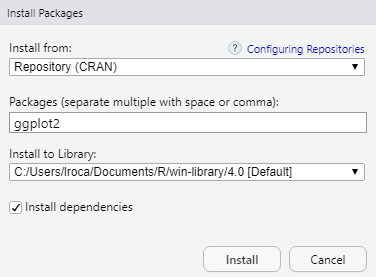 Install Packages
Install from:
? Configuring Repositories
Repository (CRAN)
Packages (separate multiple with space or comma):
ggplot2
Install to Library:
C:/Users/lroca/Documents/R/win-library/4.0 [Default]
Install dependencies
Install
Cancel